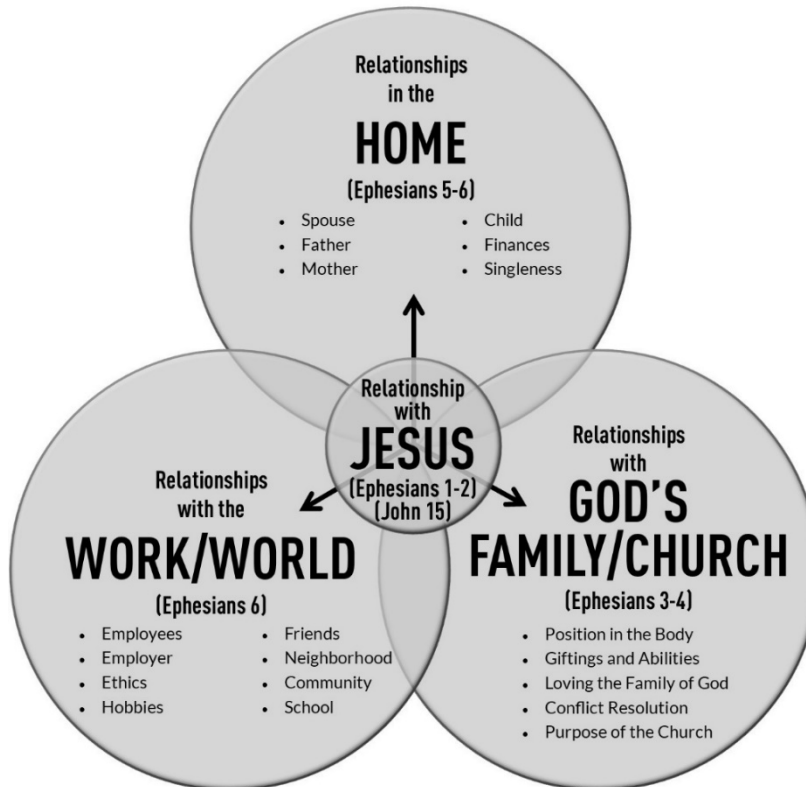 Relationships
in the
HOME
(Ephesians 5-6)
• Spouse
• Father
• Mother
• Child
• Finances
• Singleness
Relationship
with
JESUS
(Ephesians 1-2)
(John 15)
Relationships
with the
WORK/WORLD
(Ephesians 6)
• Employees
• Employer
• Ethics
• Hobbies
• Friends
• Neighborhood
• Community
• School
Relationships
with
GOD'S
FAMILY/CHURCH
(Ephesians 3-4)
• Position in the Body
• Giftings and Abilities
• Loving the Family of God
• Conflict Resolution
• Purpose of the Church